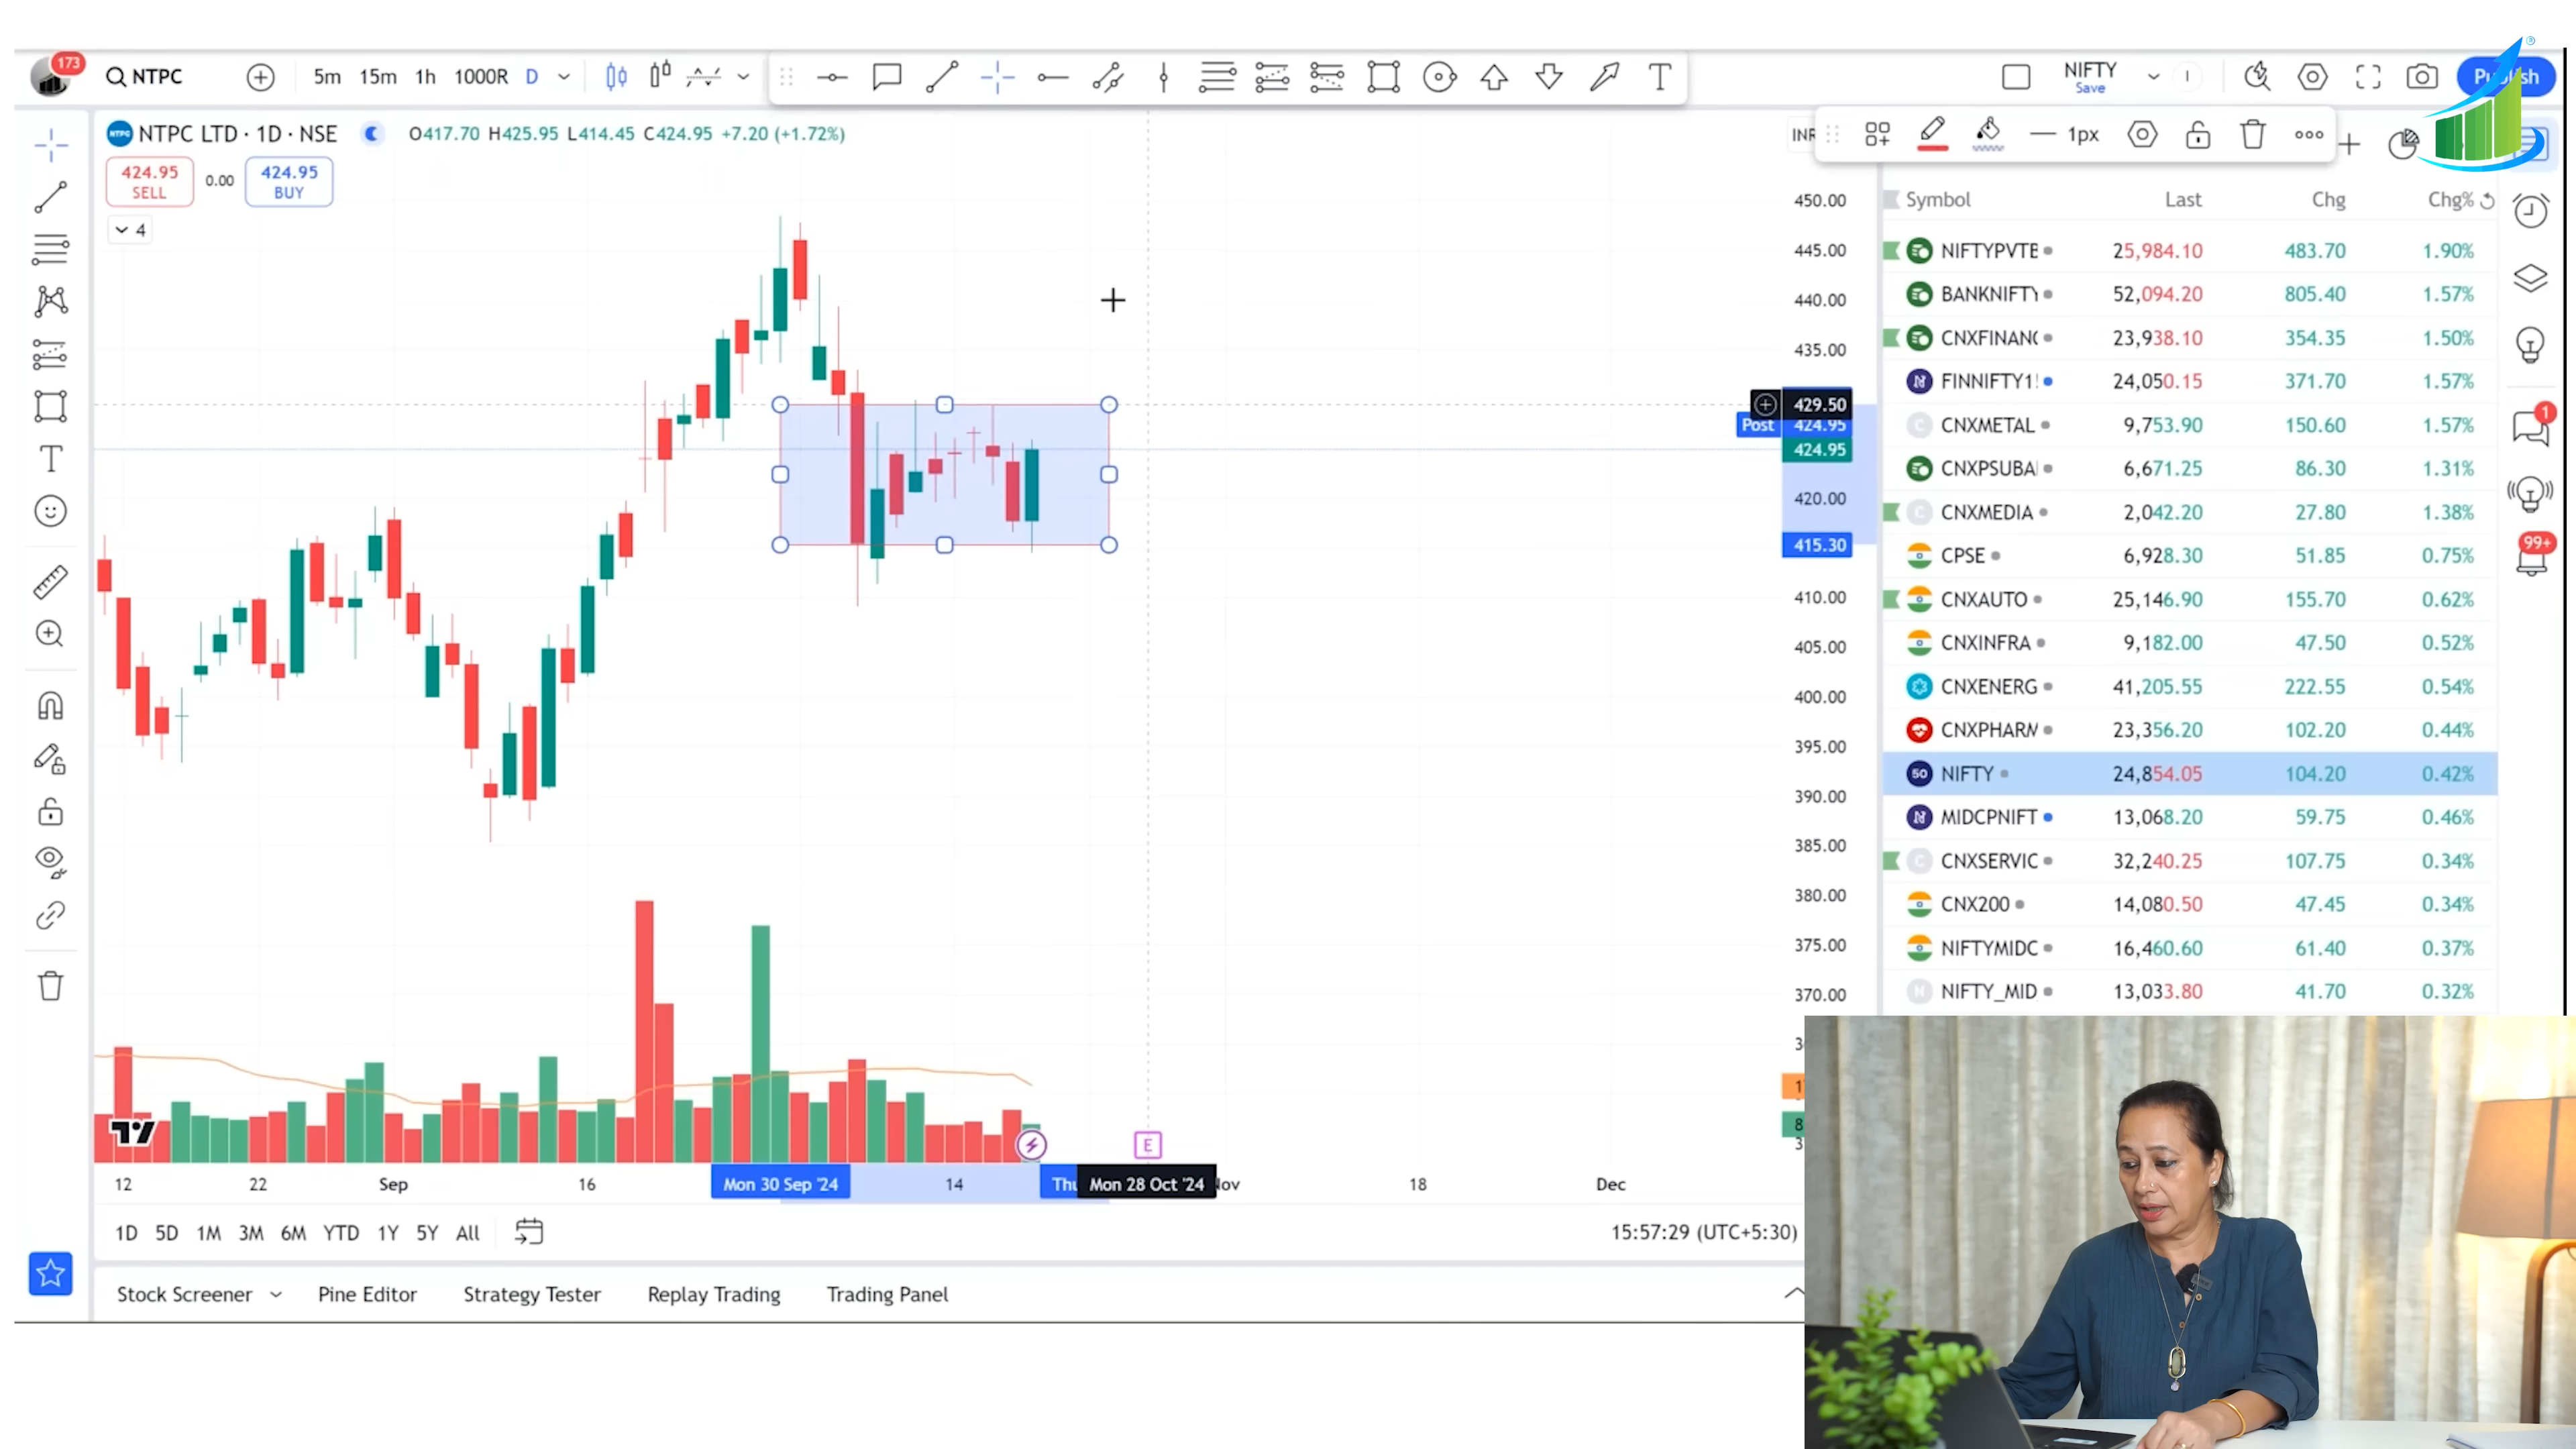 173 NTPC 5m 15m 1h 1000R D T NIFTY Save
NTPC LTD · 1D · NSE O417.70 H425.95 L414.45 C424.95 +7.20 (+1.72%)
INR 1px
424.95 SELL 0.00 424.95 BUY
4
450.00
445.00
440.00
435.00
429.50
Post 424.95
424.95
420.00
415.30
410.00
405.00
400.00
395.00
390.00
385.00
380.00
375.00
370.00
Symbol Last Chg Chg%
NIFTYPVTB 25,984.10 483.70 1.90%
BANKNIFTY 52,094.20 805.40 1.57%
CNXFINAN 23,938.10 354.35 1.50%
FINNIFTY1! 24,050.15 371.70 1.57%
CNXMETAL 9,753.90 150.60 1.57%
CNXPSUBA 6,671.25 86.30 1.31%
CNXMEDIA 2,042.20 27.80 1.38%
CPSE 6,928.30 51.85 0.75%
CNXAUTO 25,146.90 155.70 0.62%
CNXINFRA 9,182.00 47.50 0.52%
CNXENERG 41,205.55 222.55 0.54%
CNXPHARM 23,356.20 102.20 0.44%
50 NIFTY 24,854.05 104.20 0.42%
MIDCPNIFT 13,068.20 59.75 0.46%
CNXSERVIC 32,240.25 107.75 0.34%
CNX200 14,080.50 47.45 0.34%
NIFTYMIDC 16,460.60 61.40 0.37%
NIFTY_MID 13,033.80 41.70 0.32%
1
99+
E
12 22 Sep 16 Mon 30 Sep '24 14 Thu Mon 28 Oct '24 18 Dec
1D 5D 1M 3M 6M YTD 1Y 5Y All 15:57:29 (UTC+5:30)
Stock Screener Pine Editor Strategy Tester Replay Trading Trading Panel